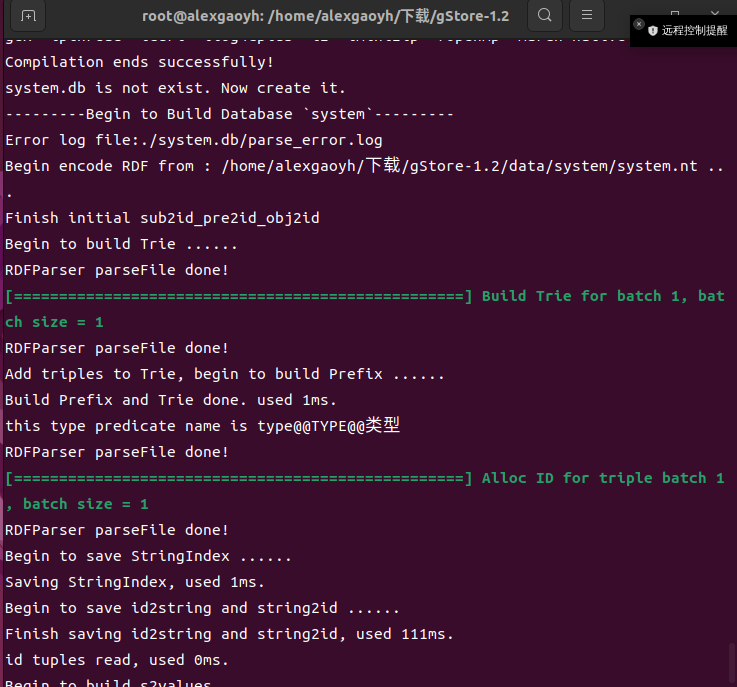 root@alexgaoyh: /home/alexgaoyh/下载/gStore-1.2
远程控制提醒
Compilation ends successfully!
system.db is not exist. Now create it.
---------Begin to Build Database `system`---------
Error log file:./system.db/parse_error.log
Begin encode RDF from : /home/alexgaoyh/下载/gStore-1.2/data/system/system.nt ..
.
Finish initial sub2id_pre2id_obj2id
Begin to build Trie ......
RDFParser parseFile done!
[==================================================] Build Trie for batch 1, bat
ch size = 1
RDFParser parseFile done!
Add triples to Trie, begin to build Prefix ......
Build Prefix and Trie done. used 1ms.
this type predicate name is type@@TYPE@@类型
RDFParser parseFile done!
[==================================================] Alloc ID for triple batch 1
, batch size = 1
RDFParser parseFile done!
Begin to save StringIndex ......
Saving StringIndex, used 1ms.
Begin to save id2string and string2id ......
Finish saving id2string and string2id, used 111ms.
id tuples read, used 0ms.
Begin to build s2values